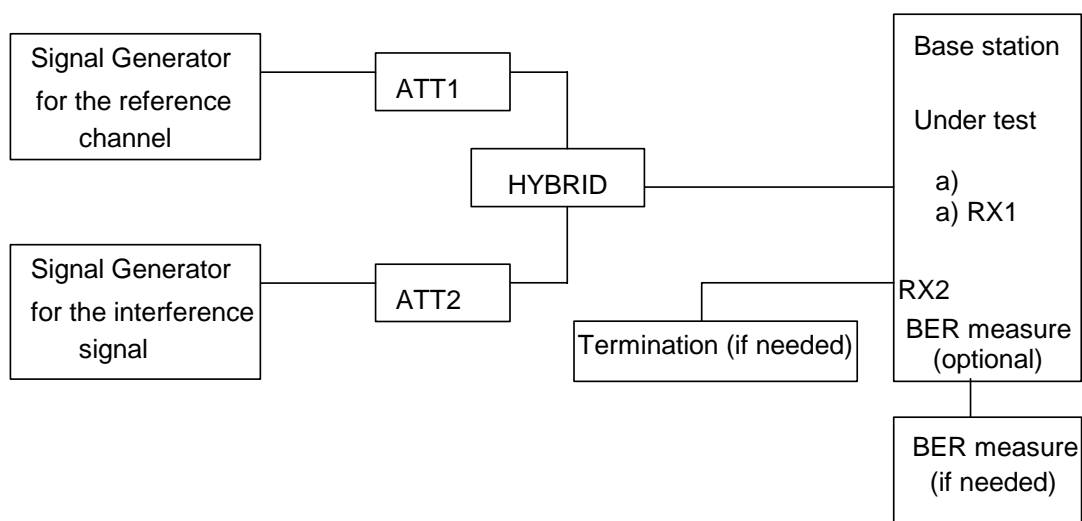 Signal Generator
for the reference
channel
ATT1
HYBRID
Signal Generator
for the interference
signal
ATT2
Termination (if needed)
Base station
Under test
a)
a) RX1
RX2
BER measure
(optional)
BER measure
(if needed)